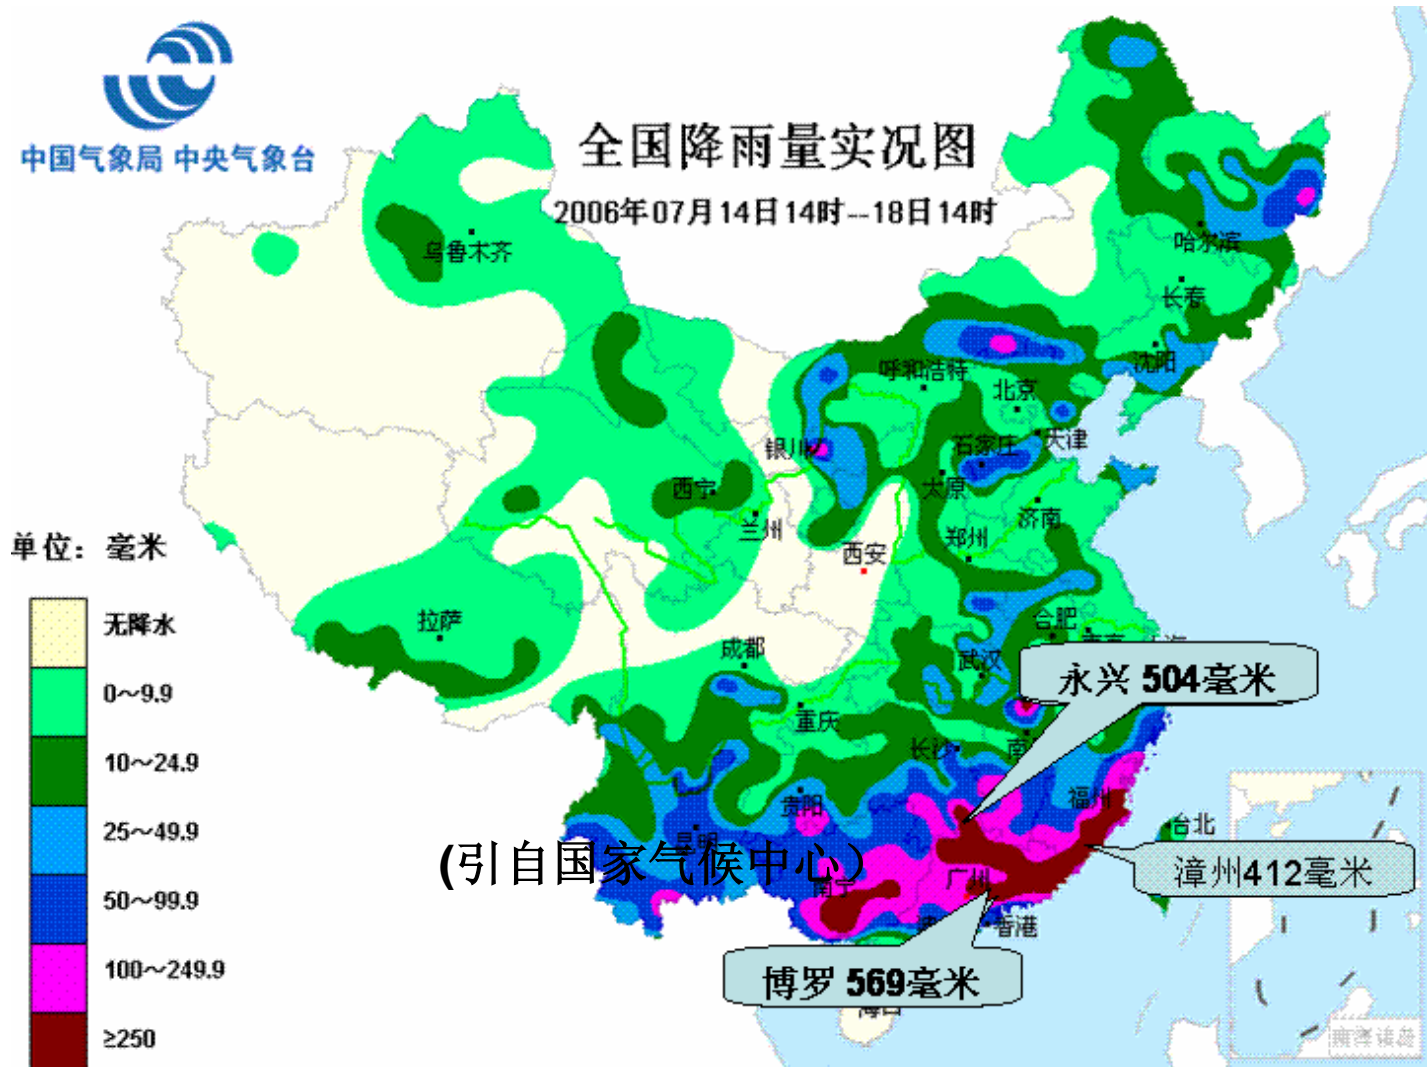 中国气象局 中央气象台
全国降雨量实况图
2006年07月14日14时--18日14时
乌鲁木齐
哈尔滨
长春
沈阳
呼和浩特
北京
天津
石家庄
银川
太原
西宁
济南
兰州
郑州
西安
单位：毫米
无降水
0～9.9
10～24.9
25～49.9
50～99.9
100～249.9
≥250
拉萨
合肥
成都
武汉
永兴 504毫米
重庆
长沙
南
贵阳
福州
台北
昆明
(引自国家气候中心）
漳州412毫米
南宁
广州
香港
博罗 569毫米
海口
南海诸岛